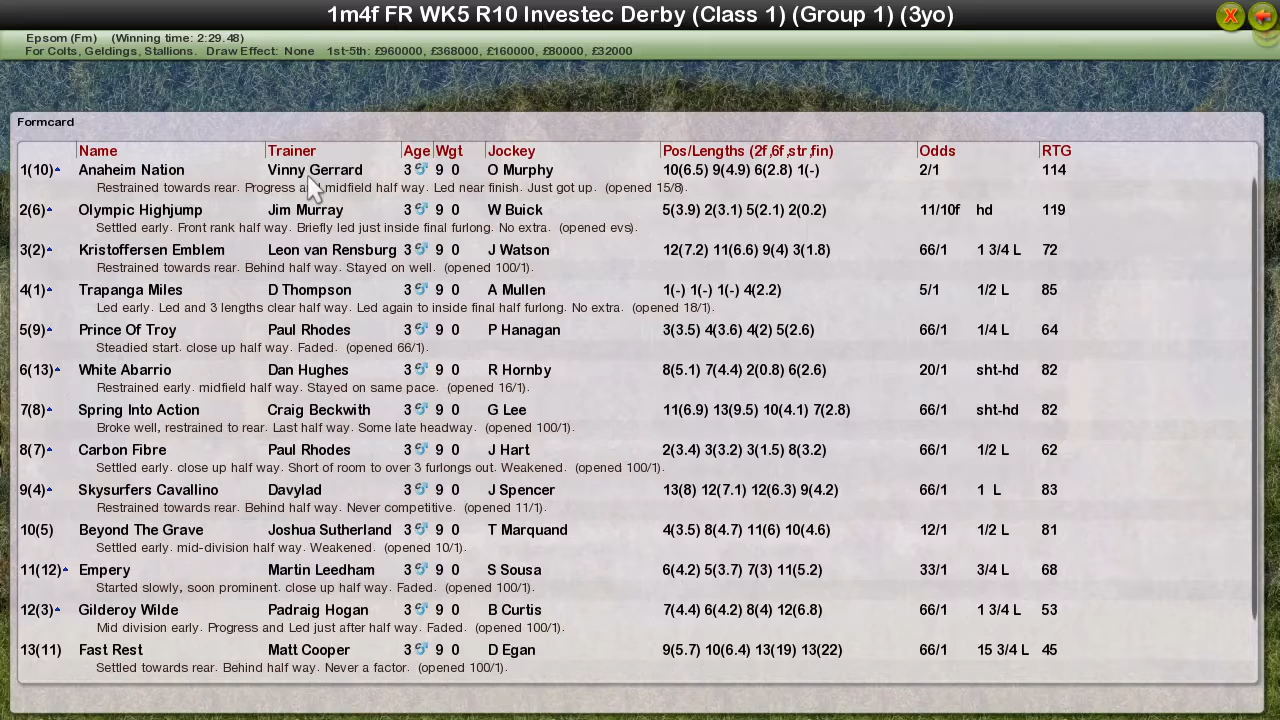 1m4f FR WK5 R10 Investec Derby (Class 1) (Group 1) (3yo)
Epsom (Fm) (Winning time: 2:29.48)
For Colts, Geldings, Stallions. Draw Effect: None 1st-5th: £960000, £368000, £160000, £80000, £32000
Formcard
Name Trainer Age Wgt Jockey Pos/Lengths (2f,6f,str,fin) Odds RTG
1(10) Anaheim Nation Vinny Gerrard 3 9 0 O Murphy 10(6.5) 9(4.9) 6(2.8) 1(-) 2/1 114
Restrained towards rear. Progress midfield half way. Led near finish. Just got up. (opened 15/8).
2(6) Olympic Highjump Jim Murray 3 9 0 W Buick 5(3.9) 2(3.1) 5(2.1) 2(0.2) 11/10f hd 119
Settled early. Front rank half way. Briefly led just inside final furlong. No extra. (opened evs).
3(2) Kristoffersen Emblem Leon van Rensburg 3 9 0 J Watson 12(7.2) 11(6.6) 9(4) 3(1.8) 66/1 1 3/4 L 72
Restrained towards rear. Behind half way. Stayed on well. (opened 100/1).
4(1) Trapanga Miles D Thompson 3 9 0 A Mullen 1(-) 1(-) 1(-) 4(2.2) 5/1 1/2 L 85
Led early. Led and 3 lengths clear half way. Led again to inside final half furlong. No extra. (opened 18/1).
5(9) Prince Of Troy Paul Rhodes 3 9 0 P Hanagan 3(3.5) 4(3.6) 4(2) 5(2.6) 66/1 1/4 L 64
Steadied start. close up half way. Faded. (opened 66/1).
6(13) White Abarrio Dan Hughes 3 9 0 R Hornby 8(5.1) 7(4.4) 2(0.8) 6(2.6) 20/1 sht-hd 82
Restrained early. midfield half way. Stayed on same pace. (opened 16/1).
7(8) Spring Into Action Craig Beckwith 3 9 0 G Lee 11(6.9) 13(9.5) 10(4.1) 7(2.8) 66/1 sht-hd 82
Broke well, restrained to rear. Last half way. Some late headway. (opened 100/1).
8(7) Carbon Fibre Paul Rhodes 3 9 0 J Hart 2(3.4) 3(3.2) 3(1.5) 8(3.2) 66/1 1/2 L 62
Settled early. close up half way. Short of room to over 3 furlongs out. Weakened. (opened 100/1).
9(4) Skysurfers Cavallino Davylad 3 9 0 J Spencer 13(8) 12(7.1) 12(6.3) 9(4.2) 66/1 1 L 83
Restrained towards rear. Behind half way. Never competitive. (opened 11/1).
10(5) Beyond The Grave Joshua Sutherland 3 9 0 T Marquand 4(3.5) 8(4.7) 11(6) 10(4.6) 12/1 1/2 L 81
Settled early. mid-division half way. Weakened. (opened 10/1).
11(12) Empery Martin Leedham 3 9 0 S Sousa 6(4.2) 5(3.7) 7(3) 11(5.2) 33/1 3/4 L 68
Started slowly, soon prominent. close up half way. Faded. (opened 100/1).
12(3) Gilderoy Wilde Padraig Hogan 3 9 0 B Curtis 7(4.4) 6(4.2) 8(4) 12(6.8) 66/1 1 3/4 L 53
Mid division early. Progress and Led just after half way. Faded. (opened 100/1).
13(11) Fast Rest Matt Cooper 3 9 0 D Egan 9(5.7) 10(6.4) 13(19) 13(22) 66/1 15 3/4 L 45
Settled towards rear. Behind half way. Never a factor. (opened 100/1).